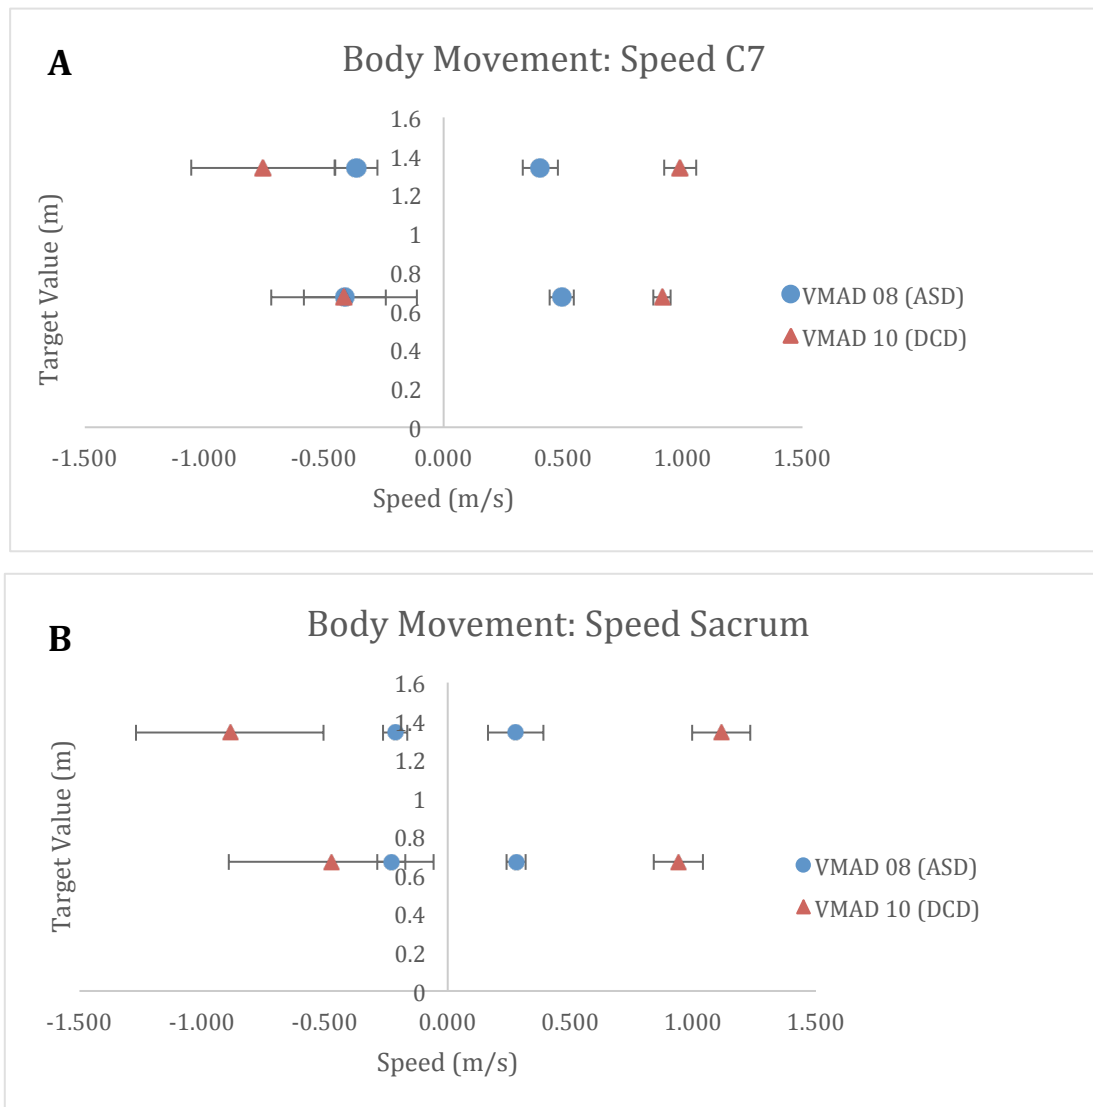 A
Body Movement: Speed C7
Target Value (m)
1.6
1.4
1.2
1
0.8
0.6
0.4
0.2
0
-1.500 -1.000 -0.500 0.000 0.500 1.000 1.500
Speed (m/s)
VMAD 08 (ASD)
VMAD 10 (DCD)
B
Body Movement: Speed Sacrum
Target Value (m)
1.6
1.4
1.2
1
0.8
0.6
0.4
0.2
0
-1.500 -1.000 -0.500 0.000 0.500 1.000 1.500
Speed (m/s)
VMAD 08 (ASD)
VMAD 10 (DCD)